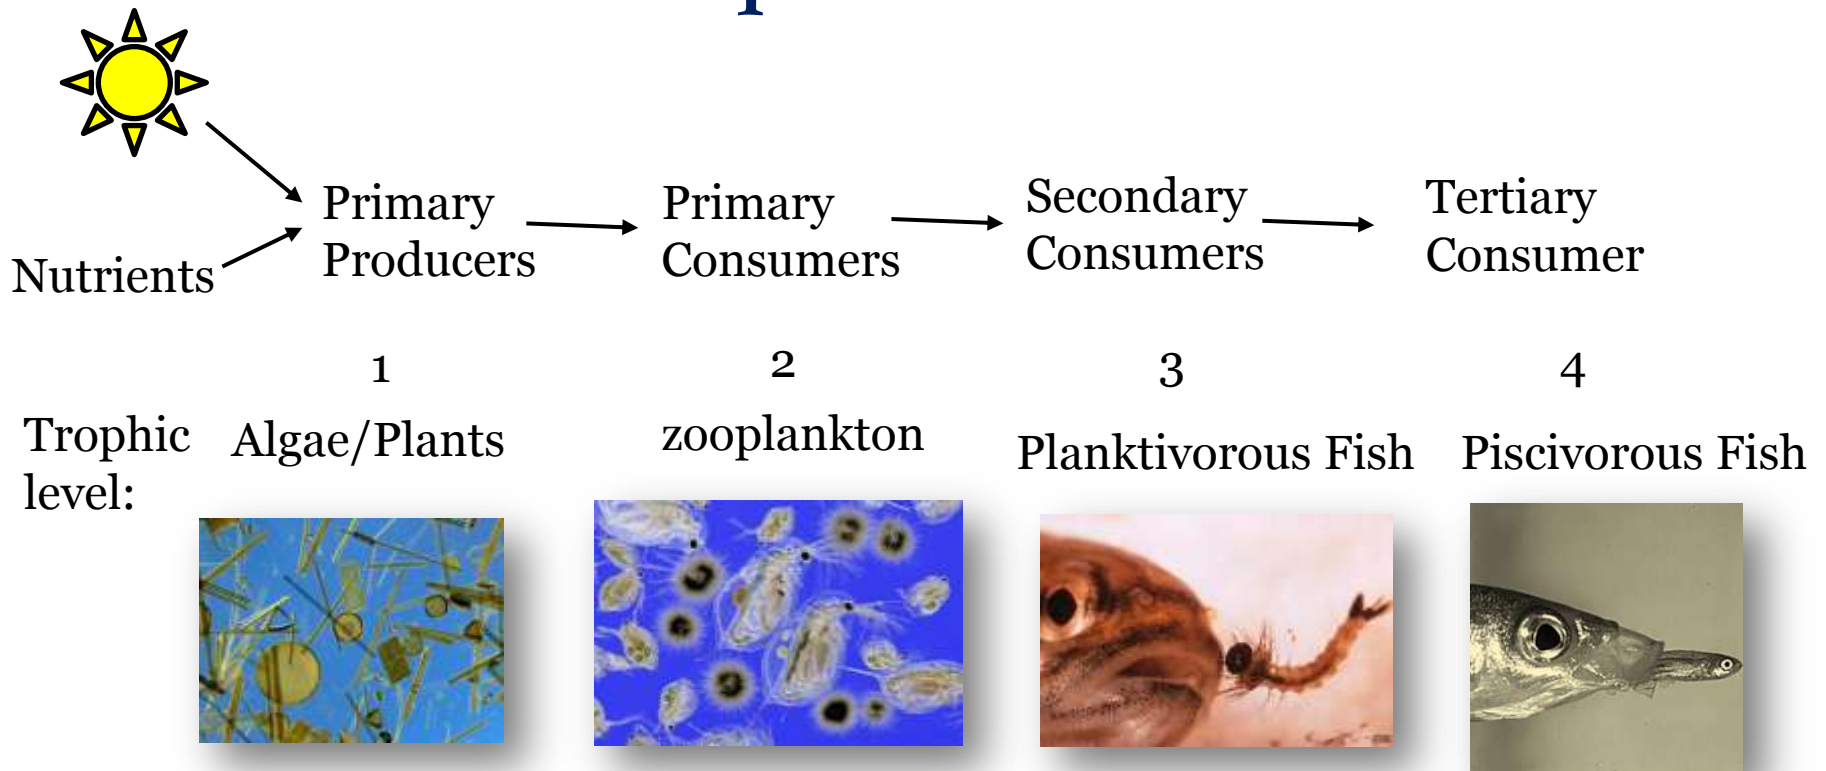 Primary
Producers
Primary
Consumers
Secondary
Consumers
Tertiary
Consumer
Nutrients
1
2
3
4
Trophic
level:
Algae/Plants
zooplankton
Planktivorous Fish
Piscivorous Fish